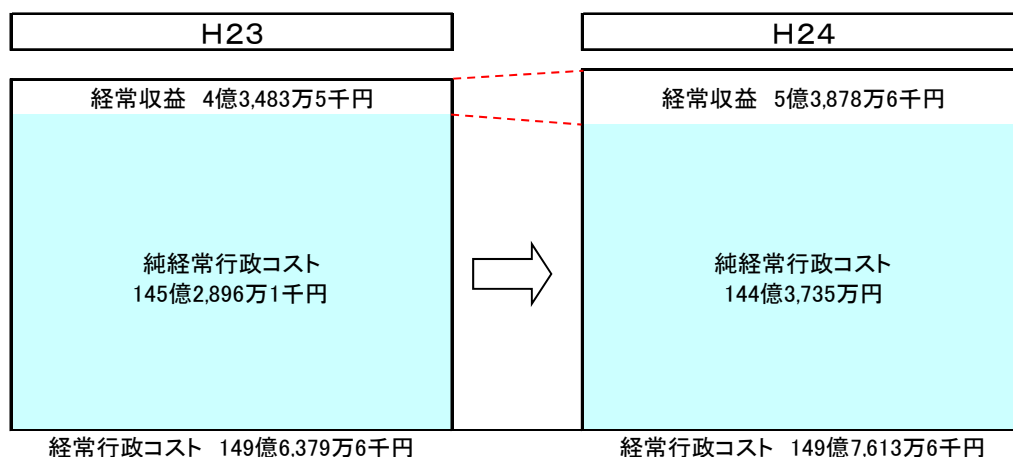 H23
H24
経常収益 4億3,483万5千円
経常収益 5億3,878万6千円
純経常行政コスト
145億2,896万1千円
純経常行政コスト
144億3,735万円
経常行政コスト 149億6,379万6千円
経常行政コスト 149億7,613万6千円